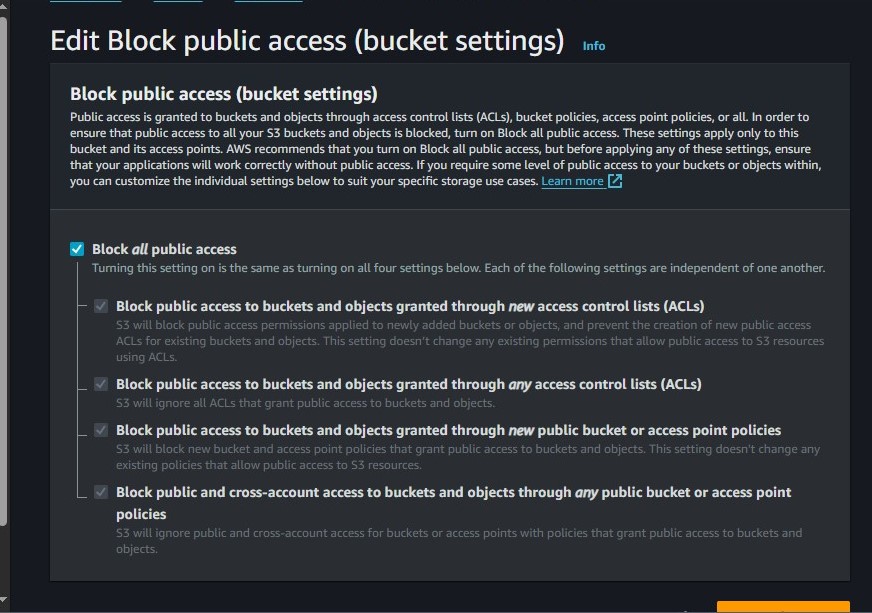 Edit Block public access (bucket settings) Info
Block public access (bucket settings)
Public access is granted to buckets and objects through access control lists (ACLs), bucket policies, access point policies, or all. In order to
ensure that public access to all your S3 buckets and objects is blocked, turn on Block all public access. These settings apply only to this
bucket and its access points. AWS recommends that you turn on Block all public access, but before applying any of these settings, ensure
that your applications will work correctly without public access. If you require some level of public access to your buckets or objects within,
you can customize the individual settings below to suit your specific storage use cases. Learn more
Block all public access
Turning this setting on is the same as turning on all four settings below. Each of the following settings are independent of one another.
Block public access to buckets and objects granted through new access control lists (ACLs)
S3 will block public access permissions applied to newly added buckets or objects, and prevent the creation of new public access
ACLs for existing buckets and objects. This setting doesn't change any existing permissions that allow public access to S3 resources
using ACLs.
Block public access to buckets and objects granted through any access control lists (ACLs)
S3 will ignore all ACLs that grant public access to buckets and objects.
Block public access to buckets and objects granted through new public bucket or access point policies
S3 will block new bucket and access point policies that grant public access to buckets and objects. This setting doesn't change any
existing policies that allow public access to S3 resources.
Block public and cross-account access to buckets and objects through any public bucket or access point
policies
S3 will ignore public and cross-account access for buckets or access points with policies that grant public access to buckets and
objects.